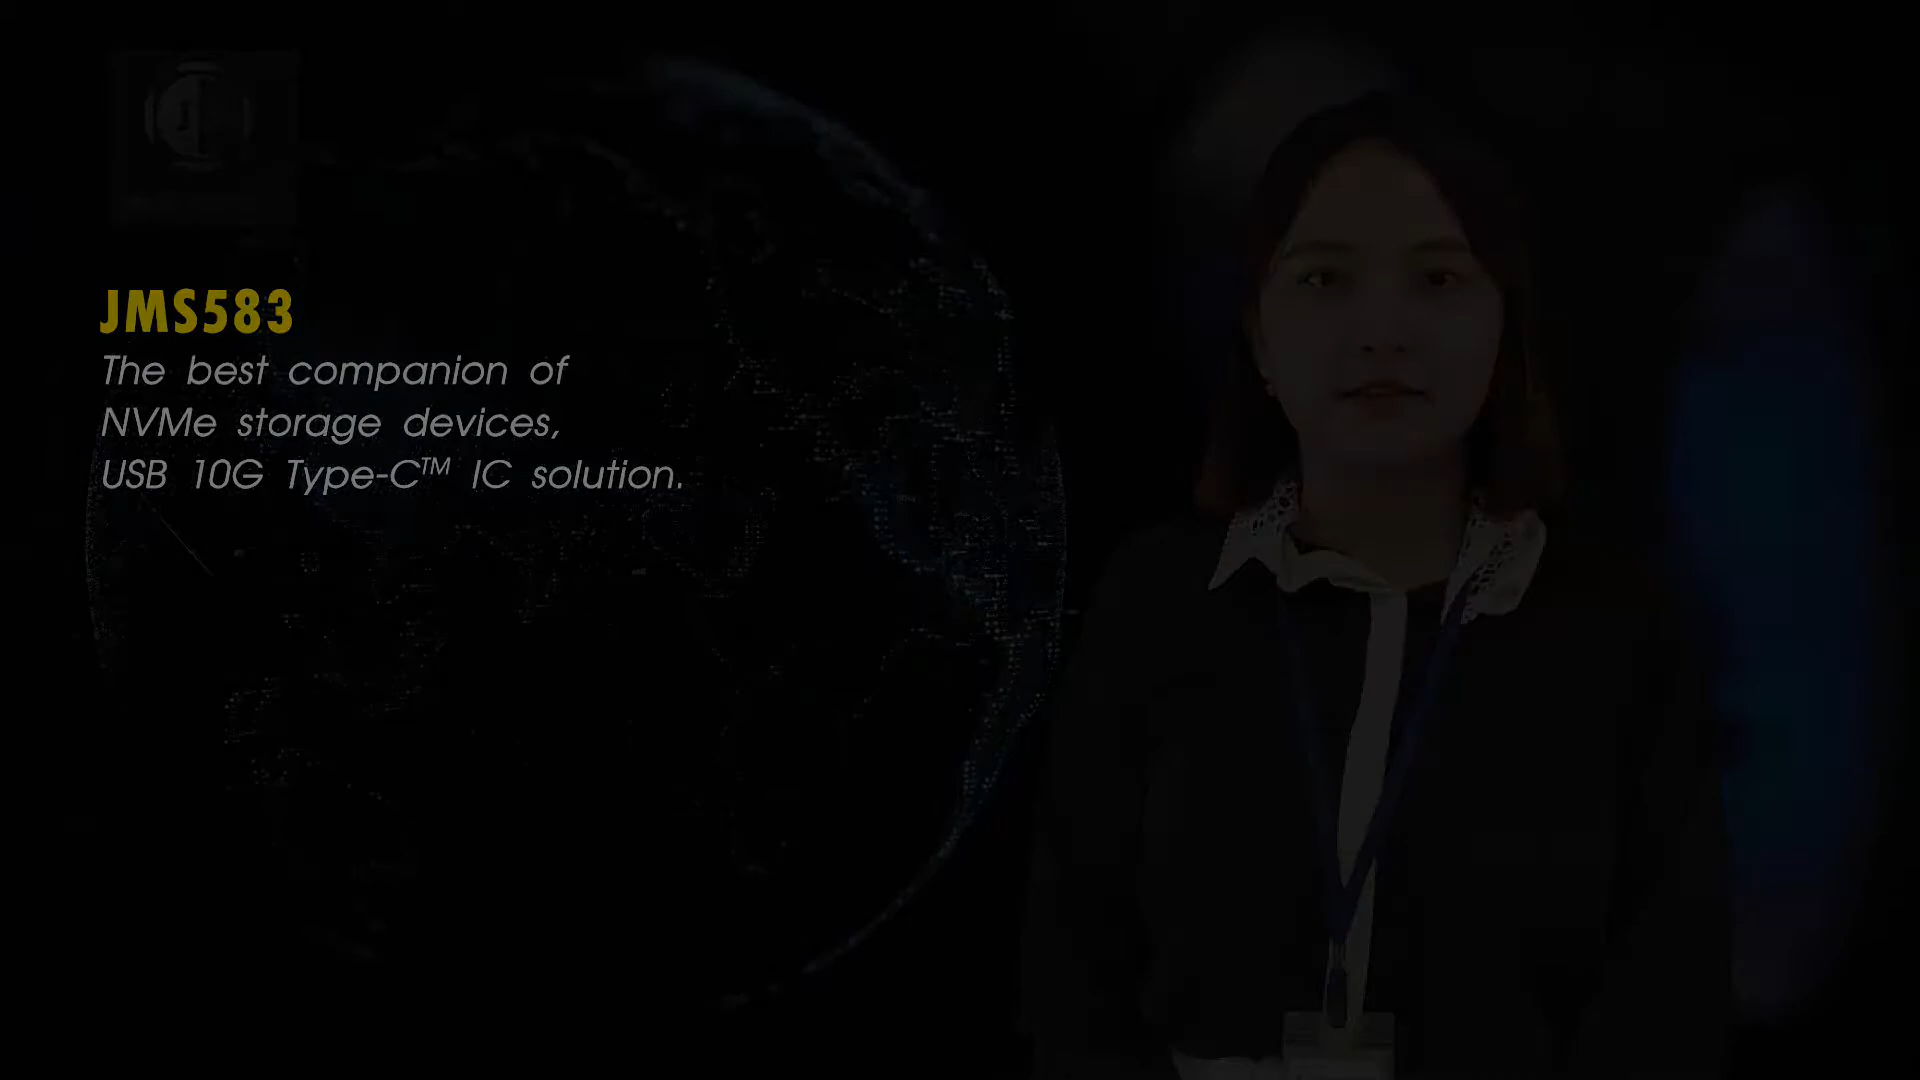 JMS583
The best companion of
NVMe storage devices,
USB 10G Type-C™ IC solution.